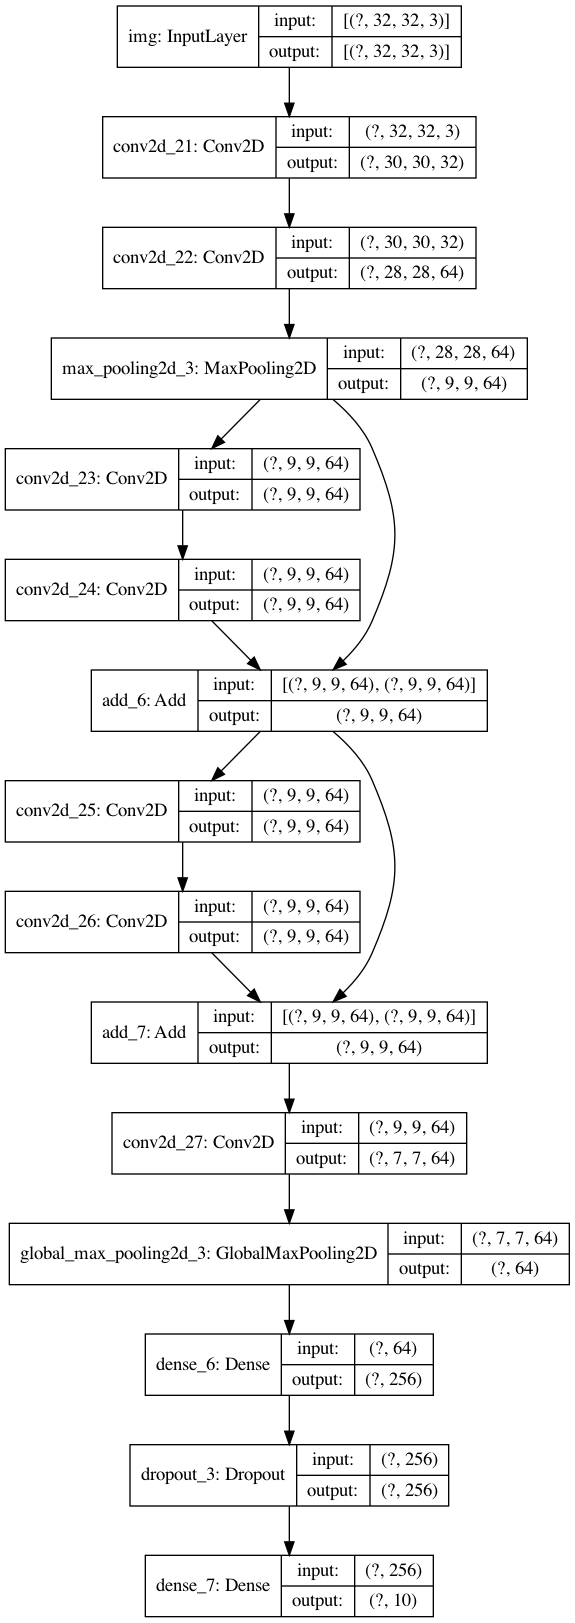 img: InputLayer
input: [(?, 32, 32, 3)]
output: [(?, 32, 32, 3)]
conv2d_21: Conv2D
input: (?, 32, 32, 3)
output: (?, 30, 30, 32)
conv2d_22: Conv2D
input: (?, 30, 30, 32)
output: (?, 28, 28, 64)
max_pooling2d_3: MaxPooling2D
input: (?, 28, 28, 64)
output: (?, 9, 9, 64)
conv2d_23: Conv2D
input: (?, 9, 9, 64)
output: (?, 9, 9, 64)
conv2d_24: Conv2D
input: (?, 9, 9, 64)
output: (?, 9, 9, 64)
add_6: Add
input: [(?, 9, 9, 64), (?, 9, 9, 64)]
output: (?, 9, 9, 64)
conv2d_25: Conv2D
input: (?, 9, 9, 64)
output: (?, 9, 9, 64)
conv2d_26: Conv2D
input: (?, 9, 9, 64)
output: (?, 9, 9, 64)
add_7: Add
input: [(?, 9, 9, 64), (?, 9, 9, 64)]
output: (?, 9, 9, 64)
conv2d_27: Conv2D
input: (?, 9, 9, 64)
output: (?, 7, 7, 64)
global_max_pooling2d_3: GlobalMaxPooling2D
input: (?, 7, 7, 64)
output: (?, 64)
dense_6: Dense
input: (?, 64)
output: (?, 256)
dropout_3: Dropout
input: (?, 256)
output: (?, 256)
dense_7: Dense
input: (?, 256)
output: (?, 10)